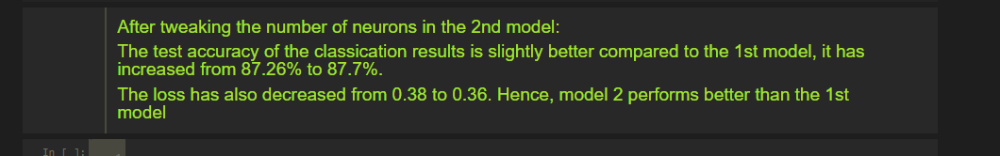 After tweaking the number of neurons in the 2nd model:
The test accuracy of the classication results is slightly better compared to the 1st model, it has
increased from 87.26% to 87.7%.
The loss has also decreased from 0.38 to 0.36. Hence, model 2 performs better than the 1st
model
In [ ]: